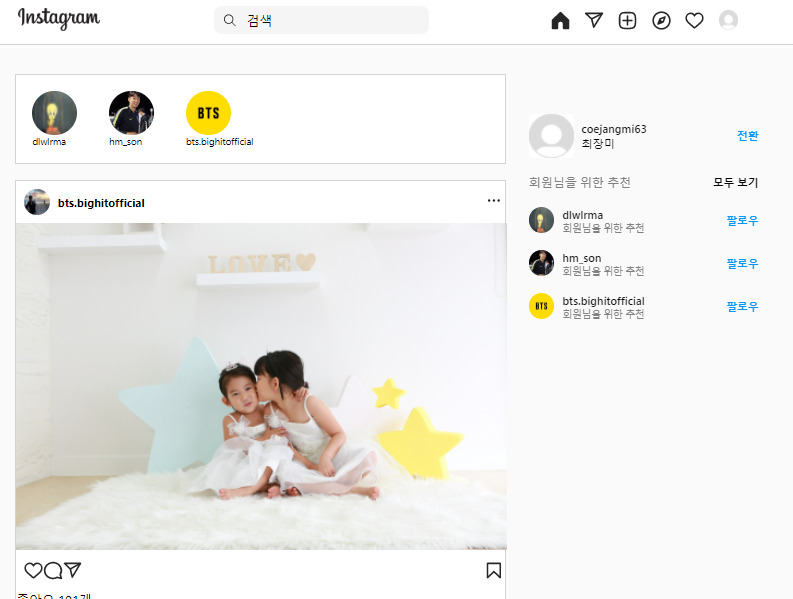 Instagram
검색
BTS
dlwlrma
hm_son
bts.bighitofficial
coejangmi63
최장미
전환
bts.bighitofficial
LOVE
회원님을 위한 추천
모두 보기
dlwlrma
회원님을 위한 추천
팔로우
hm_son
회원님을 위한 추천
팔로우
BTS
bts.bighitofficial
회원님을 위한 추천
팔로우
좋아요 101개